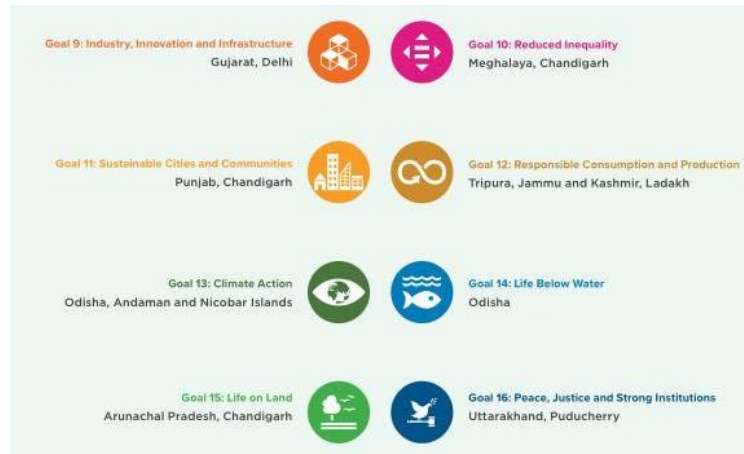 Goal 9: Industry, Innovation and Infrastructure
Gujarat, Delhi
Goal 10: Reduced Inequality
Meghalaya, Chandigarh
Goal 11: Sustainable Cities and Communities
Punjab, Chandigarh
Goal 12: Responsible Consumption and Production
Tripura, Jammu and Kashmir, Ladakh
Goal 13: Climate Action
Odisha, Andaman and Nicobar Islands
Goal 14: Life Below Water
Odisha
Goal 15: Life on Land
Arunachal Pradesh, Chandigarh
Goal 16: Peace, Justice and Strong Institutions
Uttarakhand, Puducherry